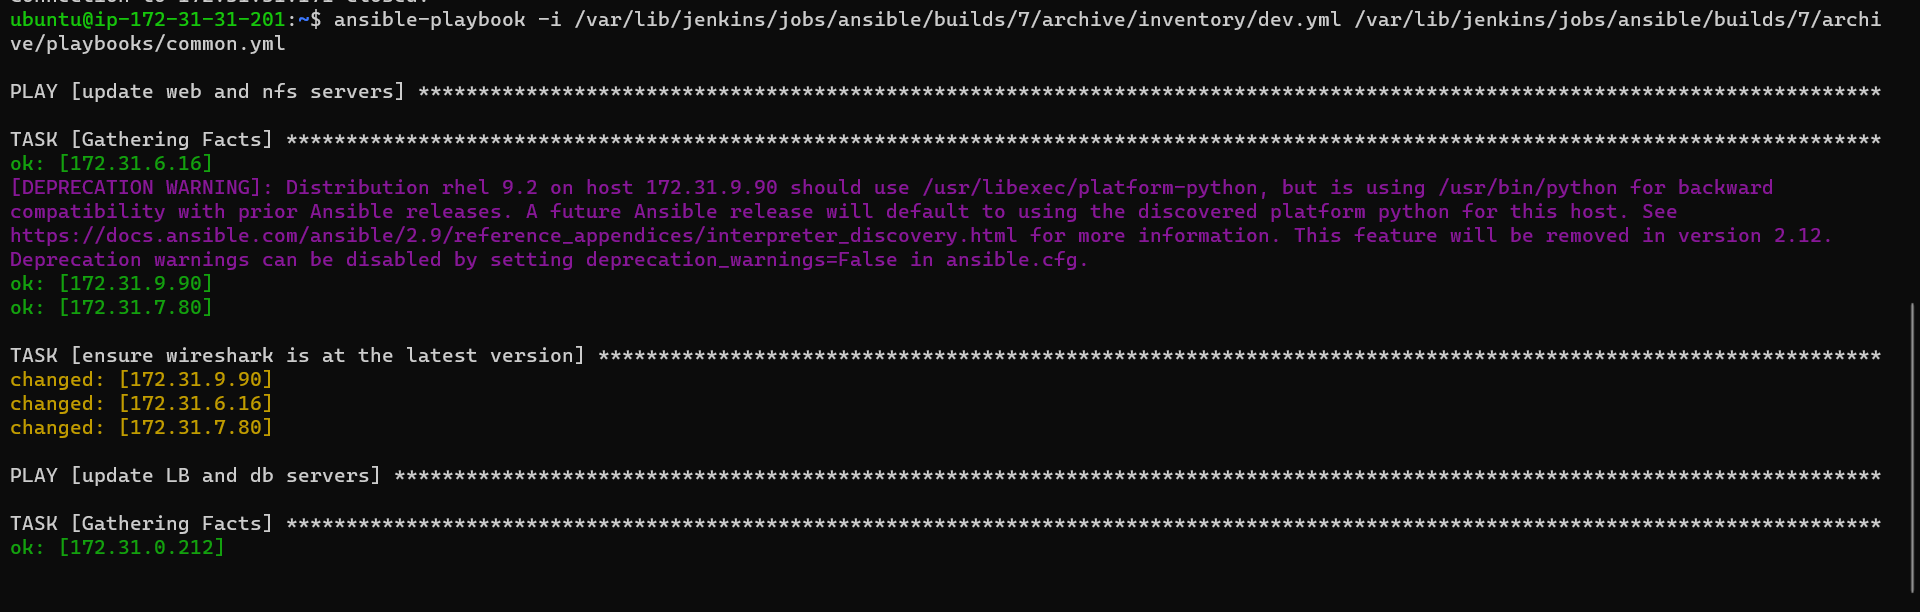 ubuntu@ip-172-31-31-201:~$ ansible-playbook -i /var/lib/jenkins/jobs/ansible/builds/7/archive/inventory/dev.yml /var/lib/jenkins/jobs/ansible/builds/7/archi
ve/playbooks/common.yml
PLAY [update web and nfs servers] **************************************************************************************************************************
TASK [Gathering Facts] *************************************************************************************************************************************
ok: [172.31.6.16]
[DEPRECATION WARNING]: Distribution rhel 9.2 on host 172.31.9.90 should use /usr/libexec/platform-python, but is using /usr/bin/python for backward
compatibility with prior Ansible releases. A future Ansible release will default to using the discovered platform python for this host. See
https://docs.ansible.com/ansible/2.9/reference_appendices/interpreter_discovery.html for more information. This feature will be removed in version 2.12.
Deprecation warnings can be disabled by setting deprecation_warnings=False in ansible.cfg.
ok: [172.31.9.90]
ok: [172.31.7.80]
TASK [ensure wireshark is at the latest version] ***********************************************************************************************************
changed: [172.31.9.90]
changed: [172.31.6.16]
changed: [172.31.7.80]
PLAY [update LB and db servers] ****************************************************************************************************************************
TASK [Gathering Facts] *************************************************************************************************************************************
ok: [172.31.0.212]